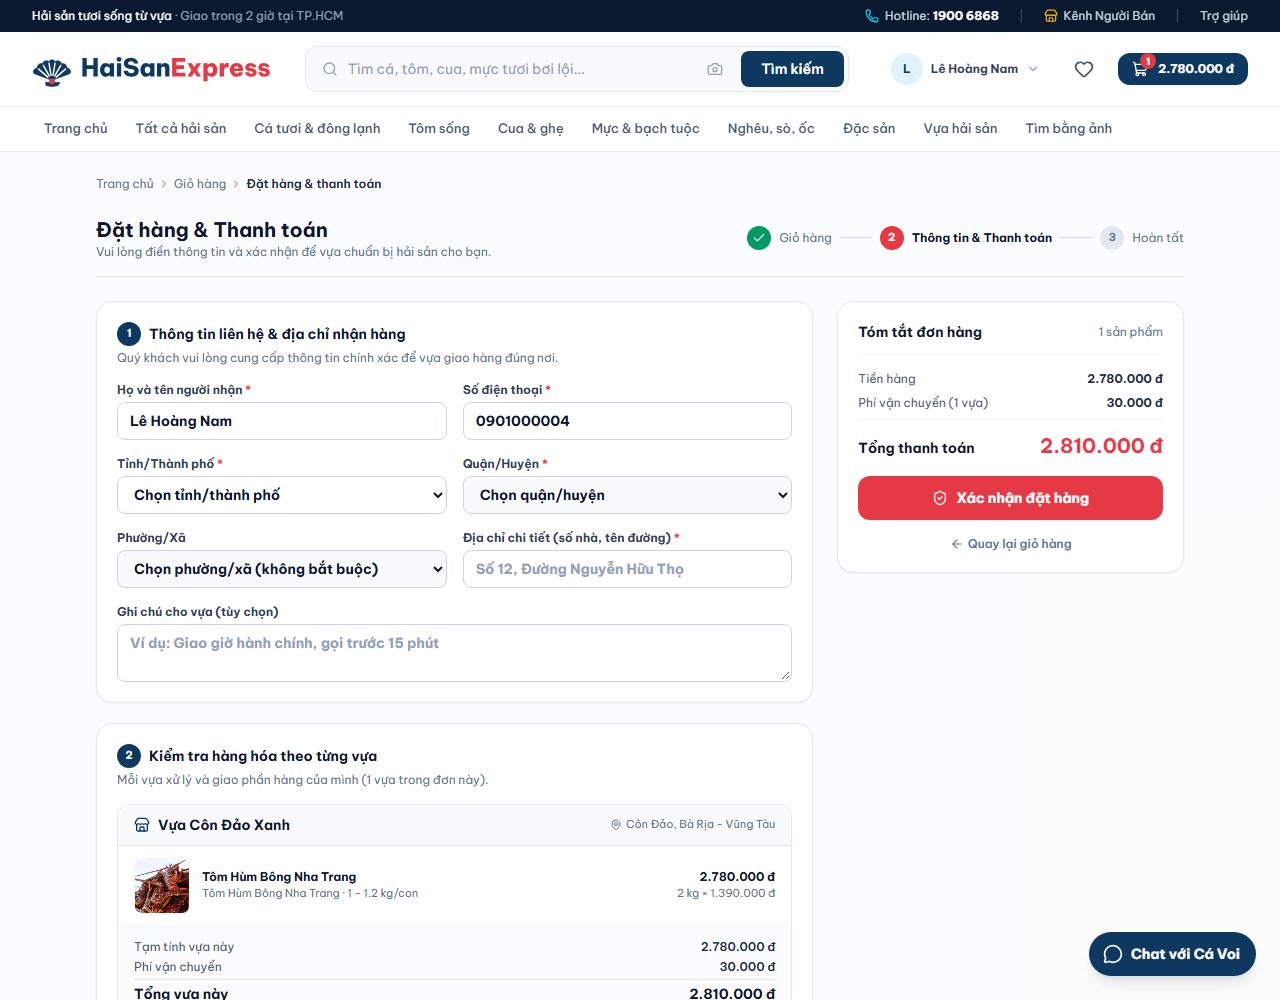 Hải sản tươi sống từ vựa · Giao trong 2 giờ tại TP.HCM
Hotline: 1900 6868
Kênh Người Bán
Trợ giúp
HaiSanExpress
Tìm cá, tôm, cua, mực tươi bơi lội...
Tìm kiếm
L
Lê Hoàng Nam
1
2.780.000 đ
Trang chủ
Tất cả hải sản
Cá tươi & đông lạnh
Tôm sống
Cua & ghẹ
Mực & bạch tuộc
Nghêu, sò, ốc
Đặc sản
Vựa hải sản
Tìm bằng ảnh
Trang chủ > Giỏ hàng > Đặt hàng & thanh toán
Đặt hàng & Thanh toán
Vui lòng điền thông tin và xác nhận để vựa chuẩn bị hải sản cho bạn.
Giỏ hàng
2 Thông tin & Thanh toán
3 Hoàn tất
1 Thông tin liên hệ & địa chỉ nhận hàng
Quý khách vui lòng cung cấp thông tin chính xác để vựa giao hàng đúng nơi.
Họ và tên người nhận *
Số điện thoại *
Lê Hoàng Nam
0901000004
Tỉnh/Thành phố *
Quận/Huyện *
Chọn tỉnh/thành phố
Chọn quận/huyện
Phường/Xã
Địa chỉ chi tiết (số nhà, tên đường) *
Chọn phường/xã (không bắt buộc)
Số 12, Đường Nguyễn Hữu Thọ
Ghi chú cho vựa (tùy chọn)
Ví dụ: Giao giờ hành chính, gọi trước 15 phút
Tóm tắt đơn hàng
1 sản phẩm
Tiền hàng
2.780.000 đ
Phí vận chuyển (1 vựa)
30.000 đ
Tổng thanh toán
2.810.000 đ
Xác nhận đặt hàng
Quay lại giỏ hàng
2 Kiểm tra hàng hóa theo từng vựa
Mỗi vựa xử lý và giao phần hàng của mình (1 vựa trong đơn này).
Vựa Côn Đảo Xanh
Côn Đảo, Bà Rịa - Vũng Tàu
Tôm Hùm Bông Nha Trang
2.780.000 đ
Tôm Hùm Bông Nha Trang · 1 - 1.2 kg/con
2 kg × 1.390.000 đ
Tạm tính vựa này
2.780.000 đ
Phí vận chuyển
30.000 đ
Tổng vựa này
2.810.000 đ
Chat với Cá Voi